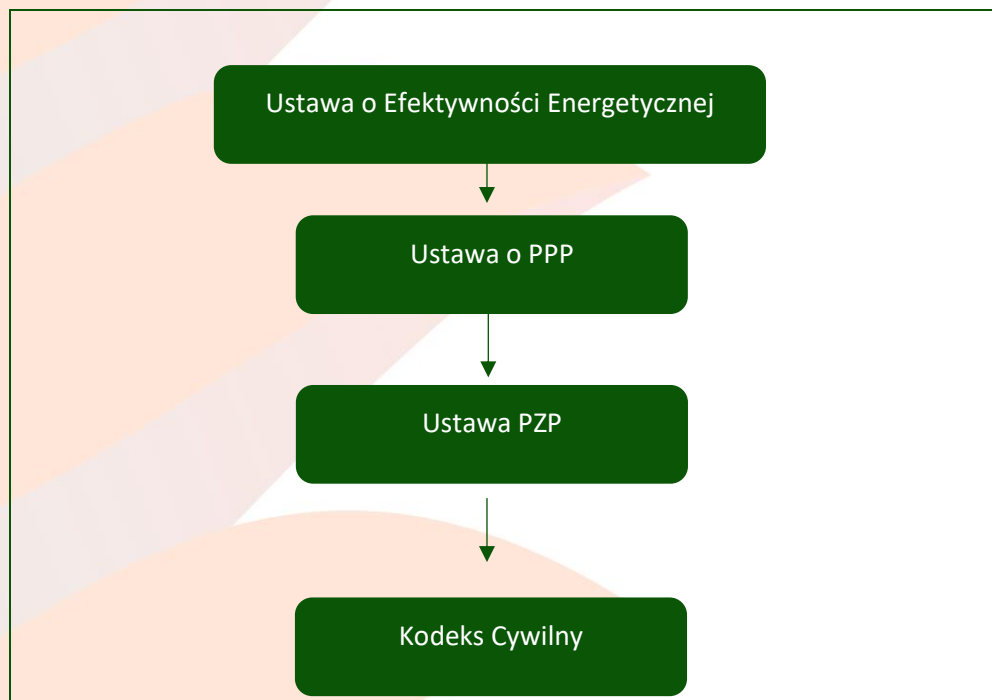 Ustawa o Efektywności Energetycznej
Ustawa o PPP
Ustawa PZP
Kodeks Cywilny